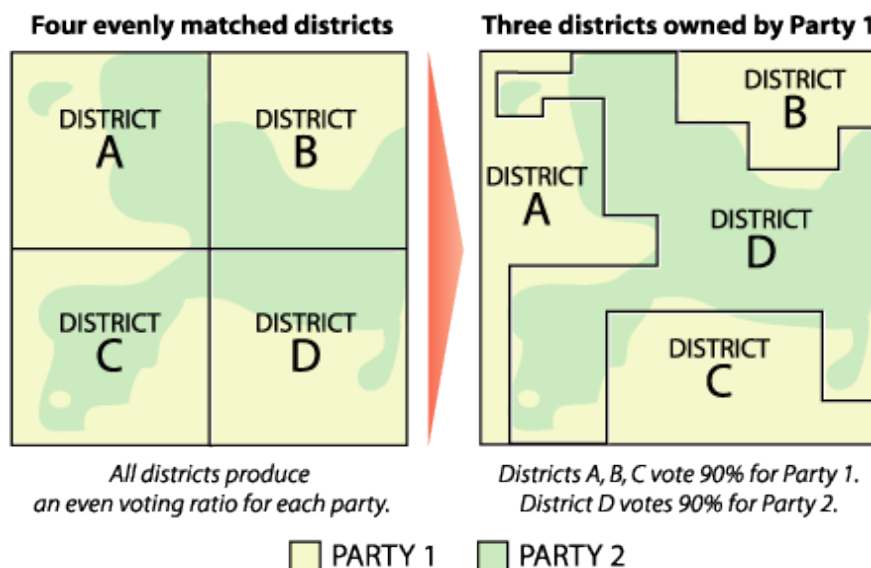 Four evenly matched districts
DISTRICT
A
DISTRICT
B
DISTRICT
C
DISTRICT
D
All districts produce
an even voting ratio for each party.
Three districts owned by Party 1
DISTRICT
B
DISTRICT
A
DISTRICT
D
DISTRICT
C
Districts A, B, C vote 90% for Party 1.
District D votes 90% for Party 2.
PARTY 1
PARTY 2